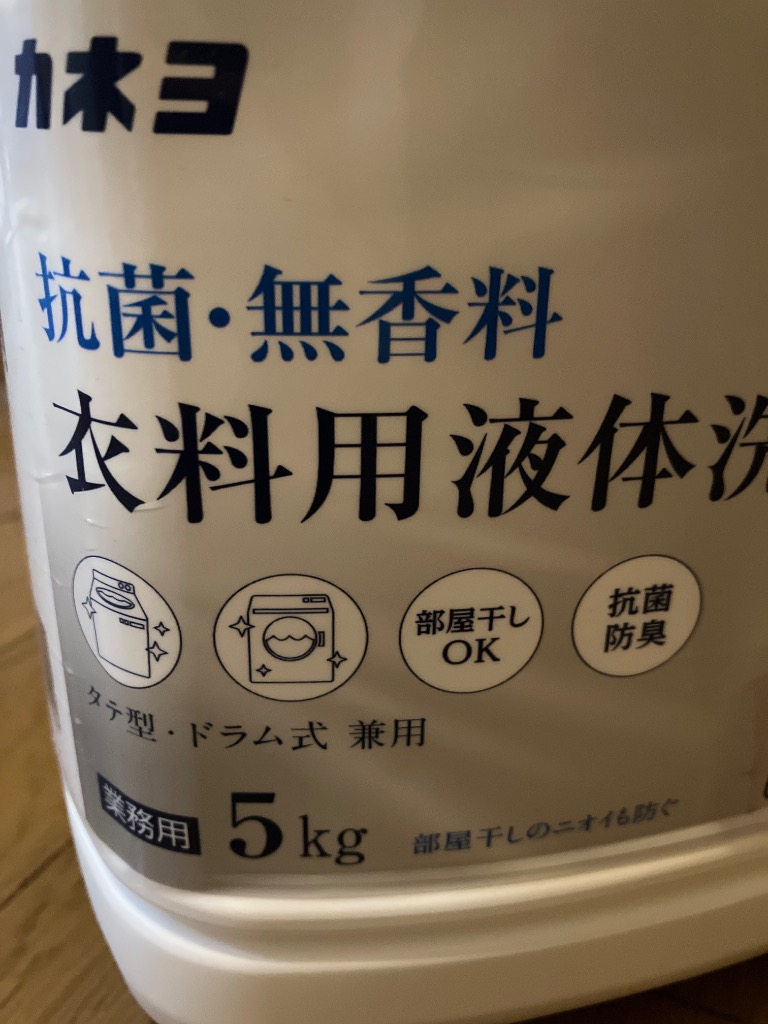 カネヨ
抗菌・無香料
衣料用液体洗
部屋干し
OK
抗菌
防臭
タテ型・ドラム式 兼用
業務用 5kg 部屋干しのニオイも防ぐ